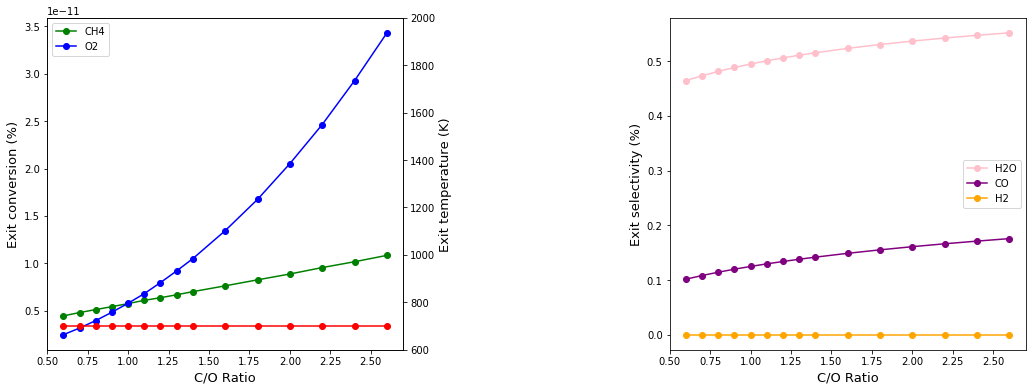 1e−11
3.5
3.0
2.5
2.0
1.5
1.0
0.5
Exit conversion (%)
CH4
O2
2000
1800
1600
1400
1200
1000
800
600
Exit temperature (K)
0.50 0.75 1.00 1.25 1.50 1.75 2.00 2.25 2.50
C/O Ratio
0.5
0.4
0.3
0.2
0.1
0.0
Exit selectivity (%)
H2O
CO
H2
0.50 0.75 1.00 1.25 1.50 1.75 2.00 2.25 2.50
C/O Ratio